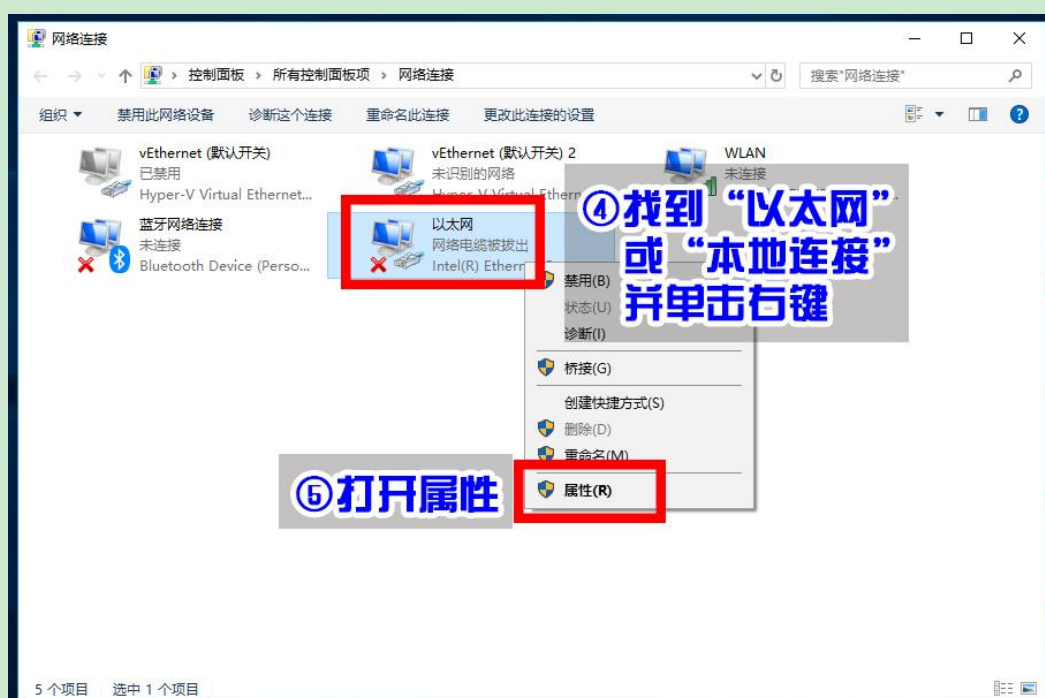 网络连接
控制面板 › 所有控制面板项 › 网络连接
搜索"网络连接"
组织
禁用此网络设备
诊断这个连接
重命名此连接
更改此连接的设置
vEthernet (默认开关)
已禁用
Hyper-V Virtual Ethernet...
vEthernet (默认开关) 2
未识别的网络
Hyper-V Virtual Ethern
WLAN
未连接
蓝牙网络连接
未连接
Bluetooth Device (Perso...
以太网
网络电缆被拔出
Intel(R) Ethern
④找到“以太网”
或“本地连接”
并单击右键
禁用(B)
状态(U)
诊断(I)
桥接(G)
创建快捷方式(S)
删除(D)
重命名(M)
⑤打开属性
属性(R)
5 个项目
选中 1 个项目